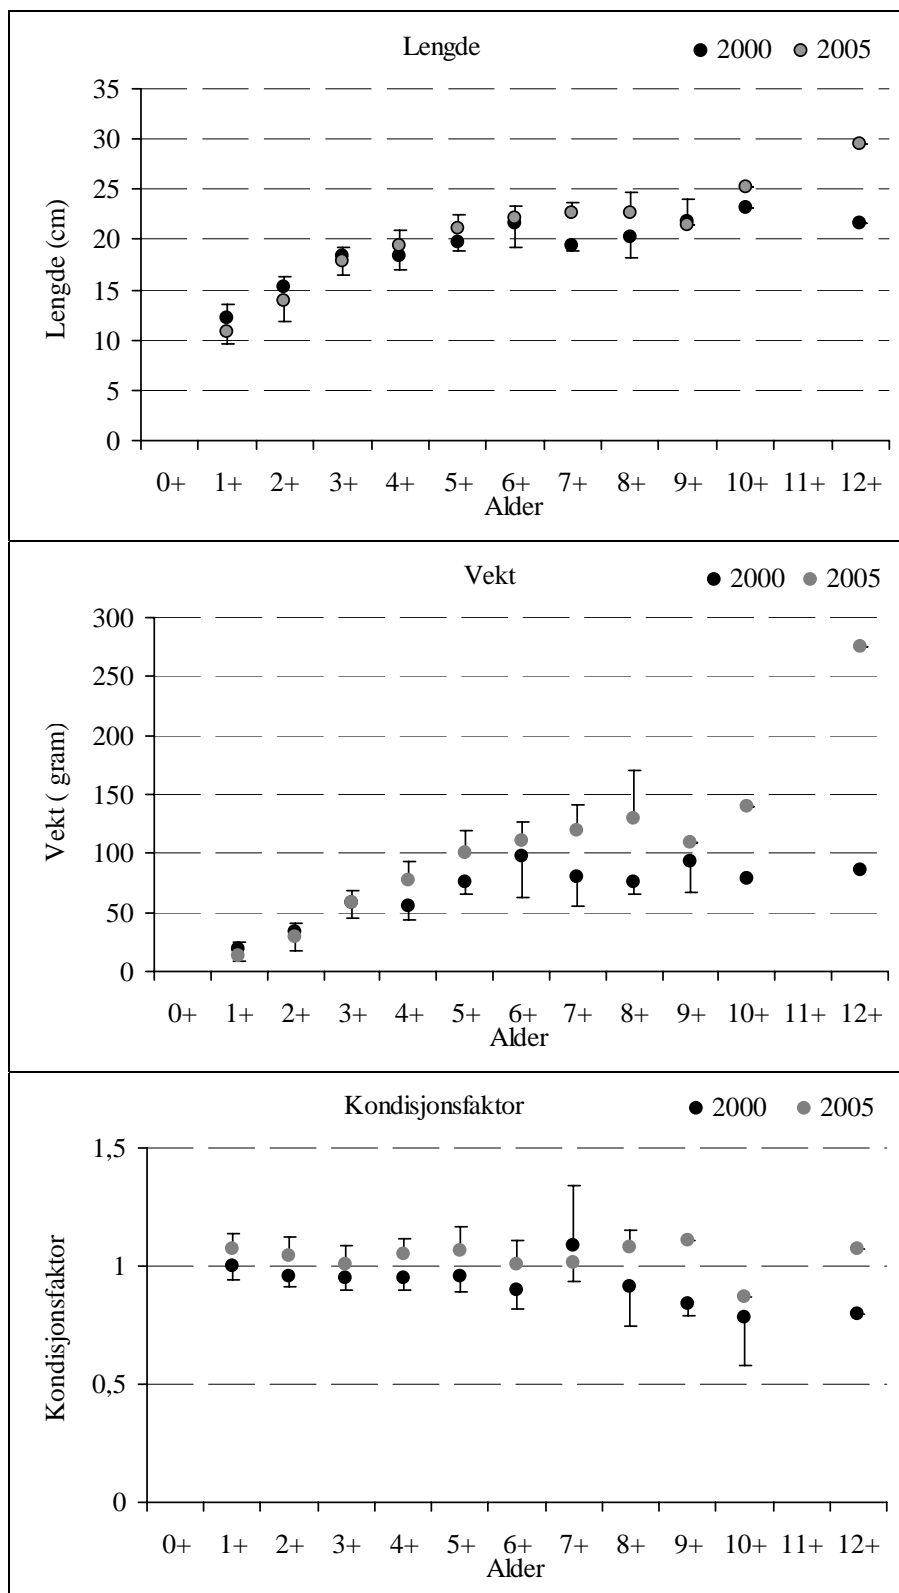 Lengde
2000 2005
35
30
25
20
15
10
5
0
Lengde (cm)
0+ 1+ 2+ 3+ 4+ 5+ 6+ 7+ 8+ 9+ 10+ 11+ 12+
Alder
Vekt
2000 2005
300
250
200
150
100
50
0
Vekt ( gram)
0+ 1+ 2+ 3+ 4+ 5+ 6+ 7+ 8+ 9+ 10+ 11+ 12+
Alder
Kondisjonsfaktor
2000 2005
1,5
1
0,5
0
Kondisjonsfaktor
0+ 1+ 2+ 3+ 4+ 5+ 6+ 7+ 8+ 9+ 10+ 11+ 12+
Alder